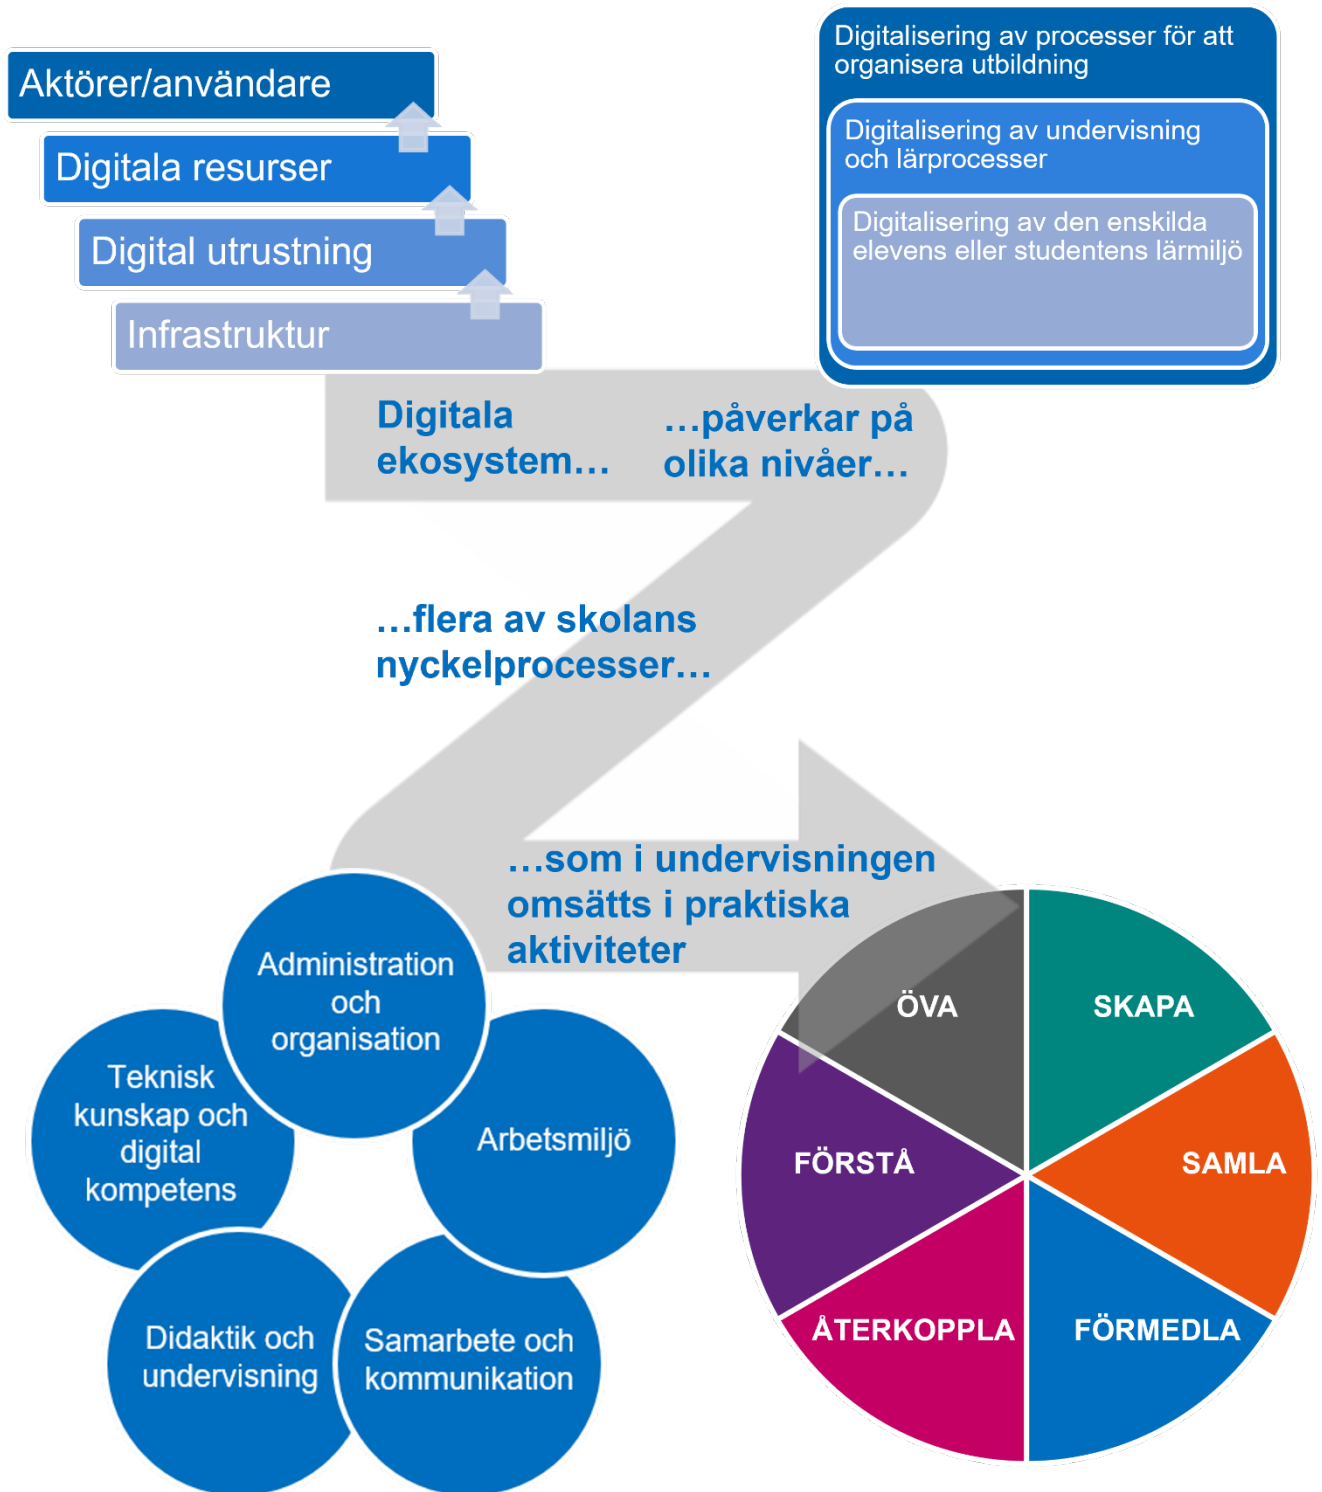 Aktörer/användare
Digitala resurser
Digital utrustning
Infrastruktur
Digitalisering av processer för att
organisera utbildning
Digitalisering av undervisning
och lärprocesser
Digitalisering av den enskilda
elevens eller studentens lärmiljö
Digitala
ekosystem…
…påverkar på
olika nivåer…
…flera av skolans
nyckelprocesser…
…som i undervisningen
omsätts i praktiska
aktiviteter
Administration
och
organisation
Teknisk
kunskap och
digital
kompetens
Arbetsmiljö
Didaktik och
undervisning
Samarbete och
kommunikation
ÖVA
SKAPA
FÖRSTÅ
SAMLA
ÅTERKOPPLA
FÖRMEDLA